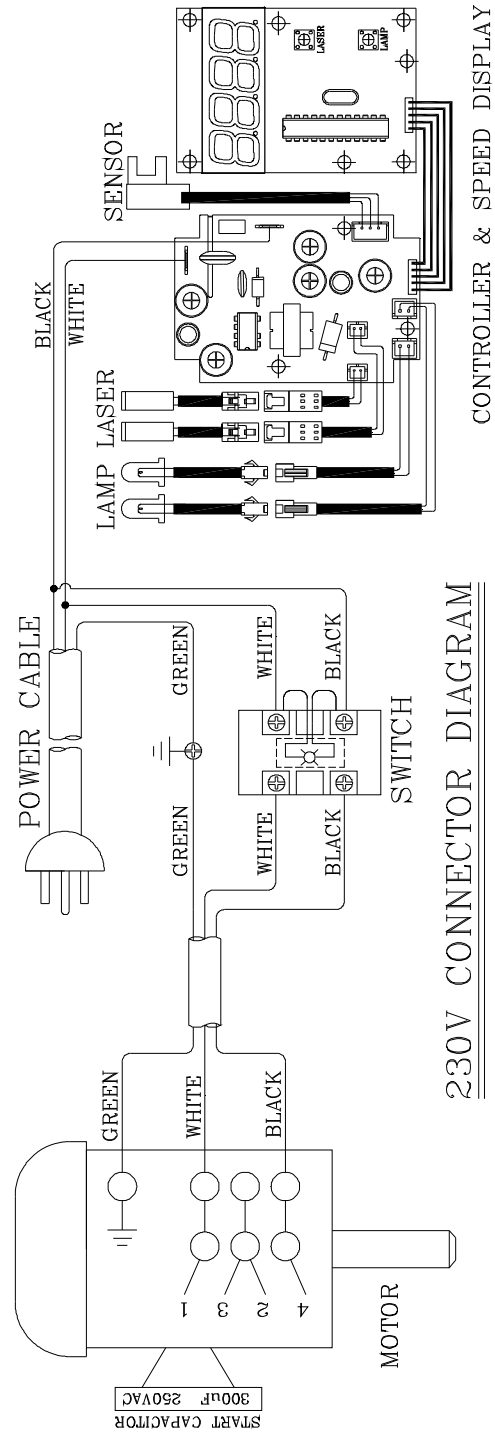 230V CONNECTOR DIAGRAM
START CAPACITOR
300uF 250VAC
MOTOR
1
3
2
4
GREEN
WHITE
BLACK
POWER CABLE
GREEN
WHITE
BLACK
GREEN
WHITE
BLACK
SWITCH
BLACK
WHITE
LAMP
LASER
SENSOR
LASER
LAMP
CONTROLLER & SPEED DISPLAY